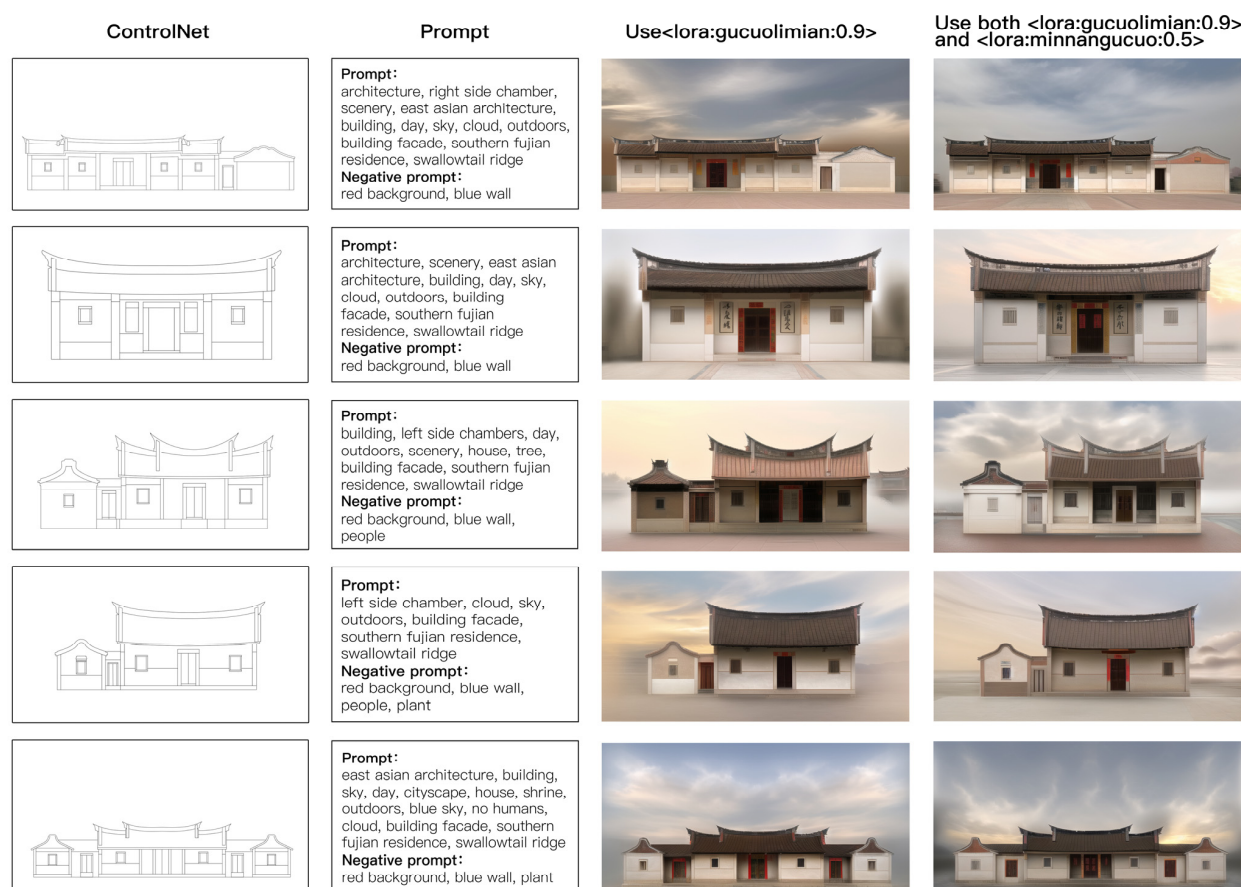 ControlNet
Prompt
Use<lora:gucuolimian:0.9>
Use both <lora:gucuolimian:0.9>
and <lora:minnangucuo:0.5>
Prompt:
architecture, right side chamber,
scenery, east asian architecture,
building, day, sky, cloud, outdoors,
building facade, southern fujian
residence, swallowtail ridge
Negative prompt:
red background, blue wall
Prompt:
architecture, scenery, east asian
architecture, building, day, sky,
cloud, outdoors, building
facade, southern fujian
residence, swallowtail ridge
Negative prompt:
red background, blue wall
Prompt:
building, left side chambers, day,
outdoors, scenery, house, tree,
building facade, southern fujian
residence, swallowtail ridge
Negative prompt:
red background, blue wall,
people
Prompt:
left side chamber, cloud, sky,
outdoors, building facade,
southern fujian residence,
swallowtail ridge
Negative prompt:
red background, blue wall,
people, plant
Prompt:
east asian architecture, building,
sky, day, cityscape, house, shrine,
outdoors, blue sky, no humans,
cloud, building facade, southern
fujian residence, swallowtail ridge
Negative prompt:
red background, blue wall, plant